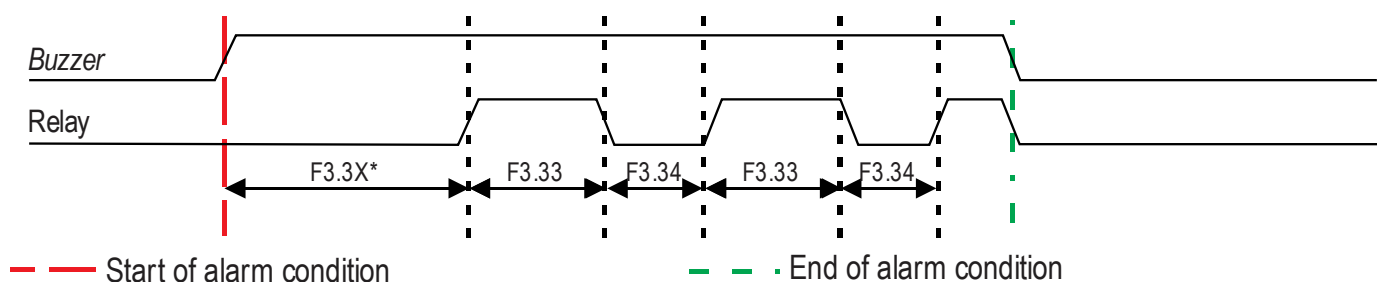 Buzzer
Relay
F3.3X* F3.33 F3.34 F3.33 F3.34
Start of alarm condition End of alarm condition